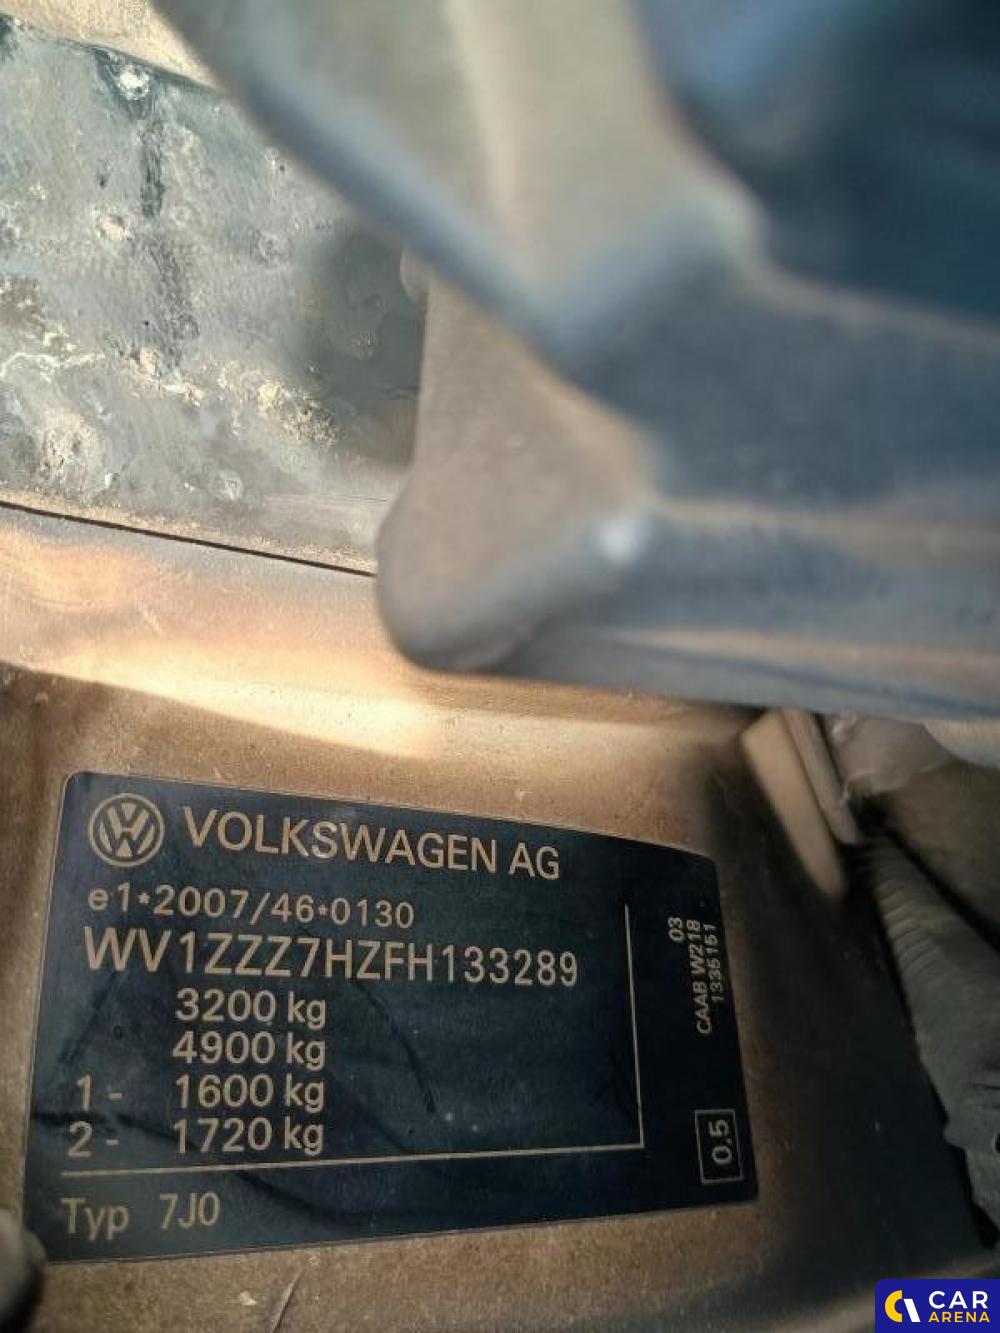 VOLKSWAGEN AG
e1*2007/46*0130
WV1ZZZ7HZFH133289
3200 kg
4900 kg
1 - 1600 kg
2 - 1720 kg
Typ 7J0
03
CAAB W218
1335151
0.5
CAR
ARENA